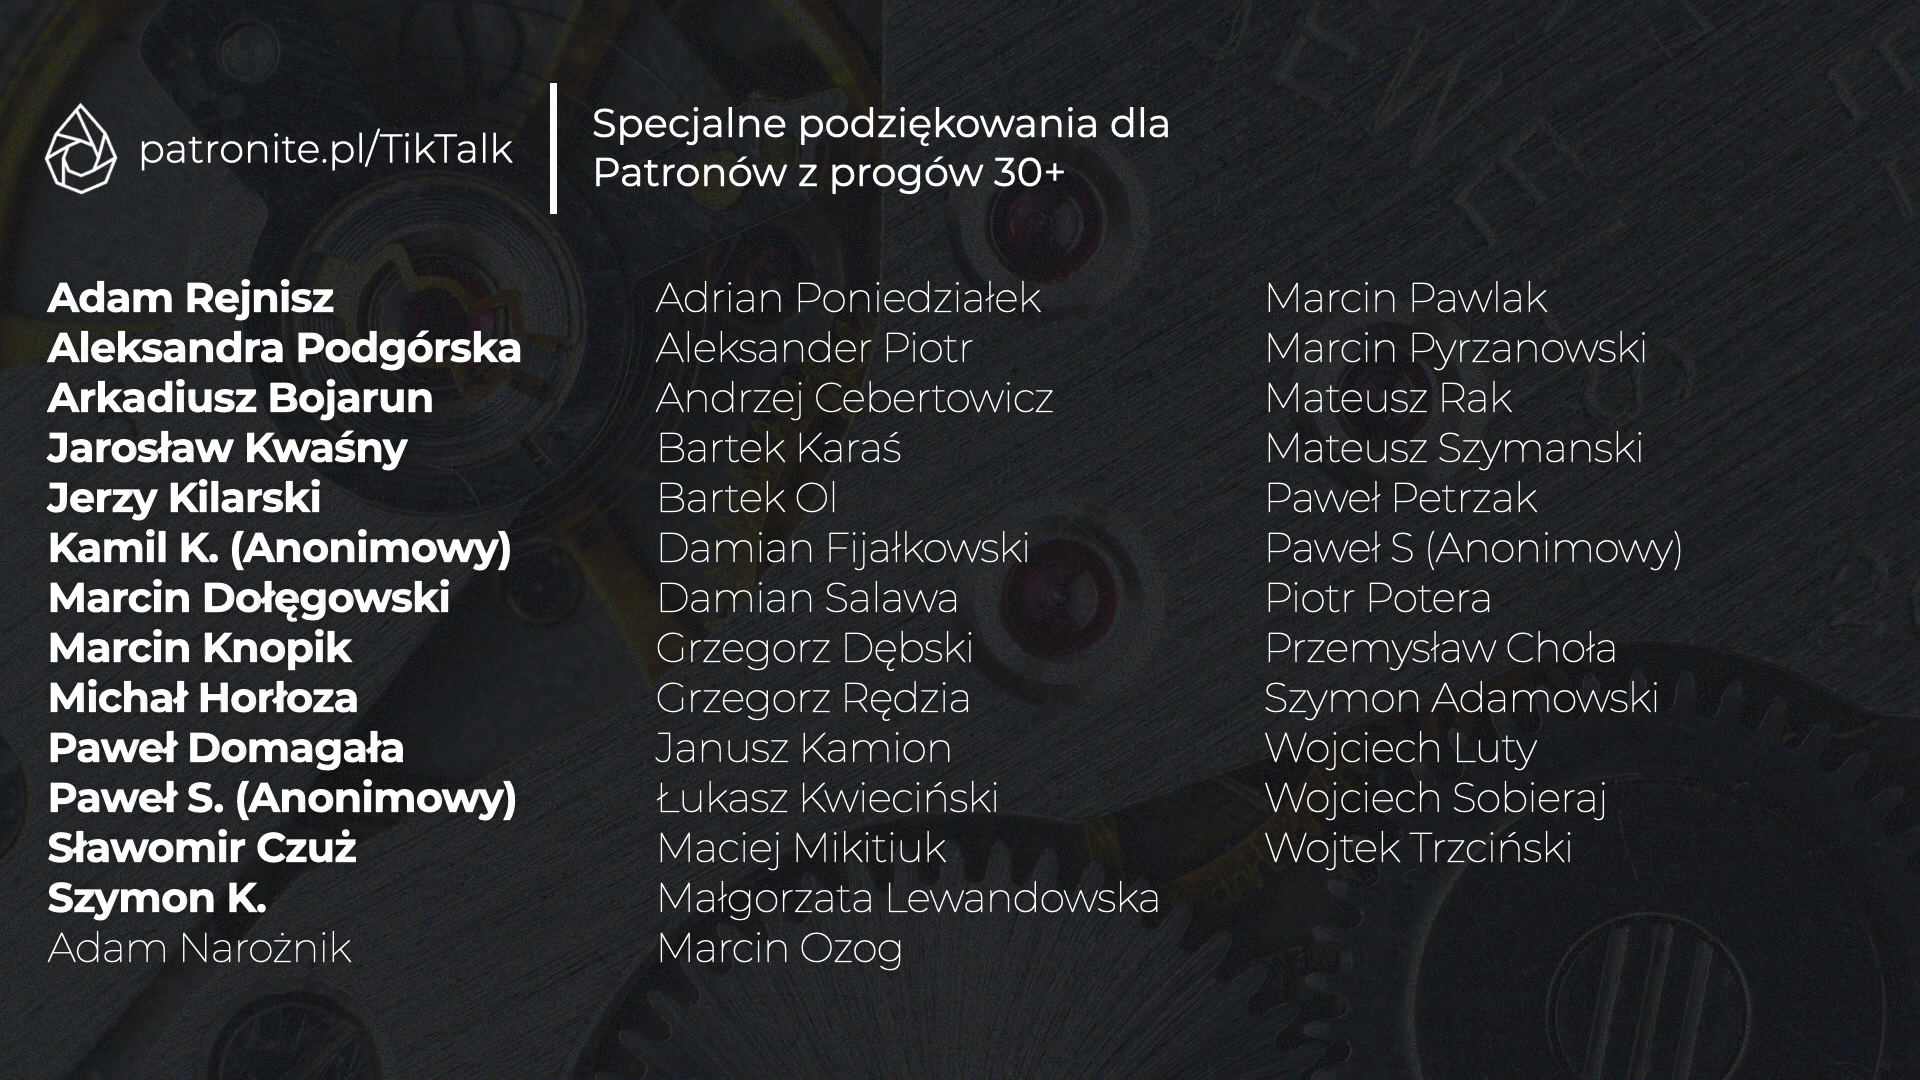 patronite.pl/TikTalk
Specjalne podziękowania dla
Patronów z progów 30+
Adam Rejnisz
Aleksandra Podgórska
Arkadiusz Bojarun
Jarosław Kwaśny
Jerzy Kilarski
Kamil K. (Anonimowy)
Marcin Dołęgowski
Marcin Knopik
Michał Horłoza
Paweł Domagała
Paweł S. (Anonimowy)
Sławomir Czuż
Szymon K.
Adam Narożnik
Adrian Poniedziałek
Aleksander Piotr
Andrzej Cebertowicz
Bartek Karaś
Bartek Ol
Damian Fijałkowski
Damian Salawa
Grzegorz Dębski
Grzegorz Rędzia
Janusz Kamion
Łukasz Kwieciński
Maciej Mikitiuk
Małgorzata Lewandowska
Marcin Ozog
Marcin Pawlak
Marcin Pyrzanowski
Mateusz Rak
Mateusz Szymanski
Paweł Petrzak
Paweł S (Anonimowy)
Piotr Potera
Przemysław Choła
Szymon Adamowski
Wojciech Luty
Wojciech Sobieraj
Wojtek Trzciński